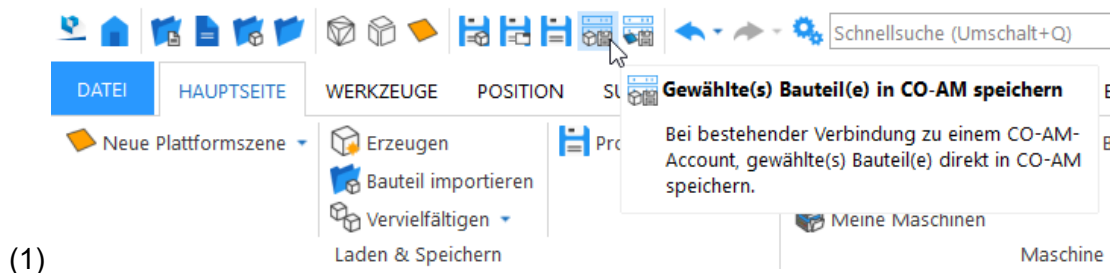 Schnellsuche (Umschalt+Q)
DATEI HAUPTSEITE WERKZEUGE POSITION
Gewählte(s) Bauteil(e) in CO-AM speichern
Neue Plattformszene
Erzeugen
Bei bestehender Verbindung zu einem CO-AM-
Account, gewählte(s) Bauteil(e) direkt in CO-AM
speichern.
Bauteil importieren
Vervielfältigen
Meine Maschinen
(1)
Laden & Speichern
Maschine